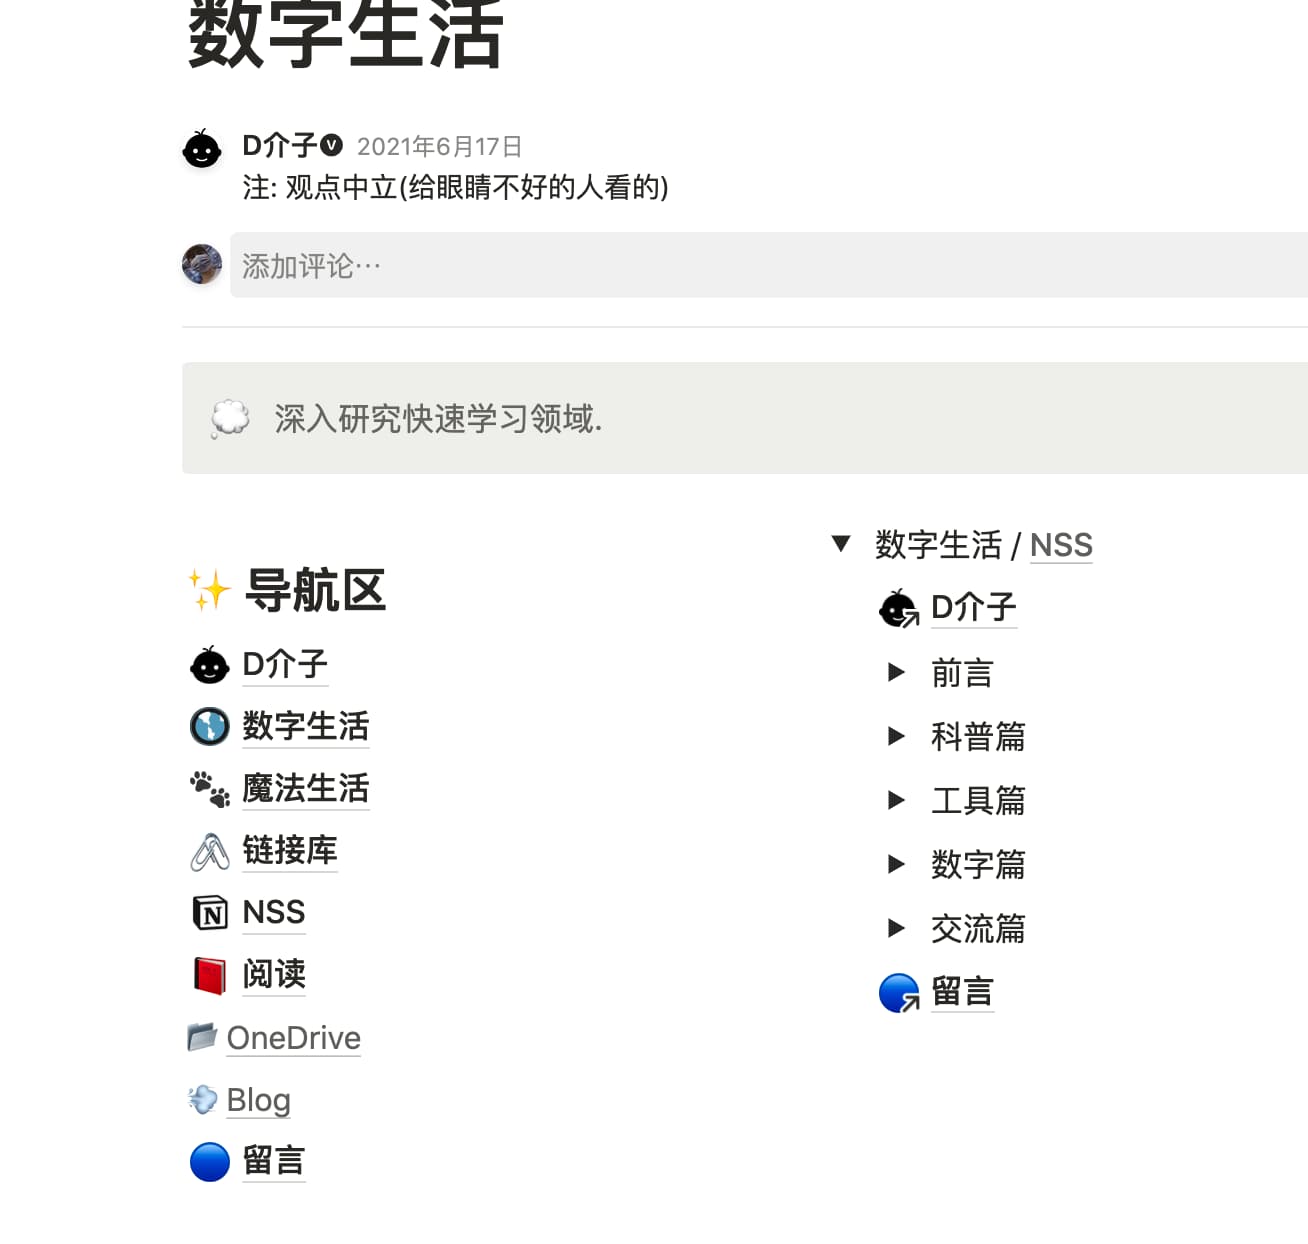 数字生活
D介子 2021年6月17日
注: 观点中立(给眼睛不好的人看的)
添加评论…
深入研究快速学习领域.
✨ 导航区
D介子
数字生活
魔法生活
链接库
NSS
阅读
OneDrive
Blog
留言
数字生活 / NSS
D介子
前言
科普篇
工具篇
数字篇
交流篇
留言